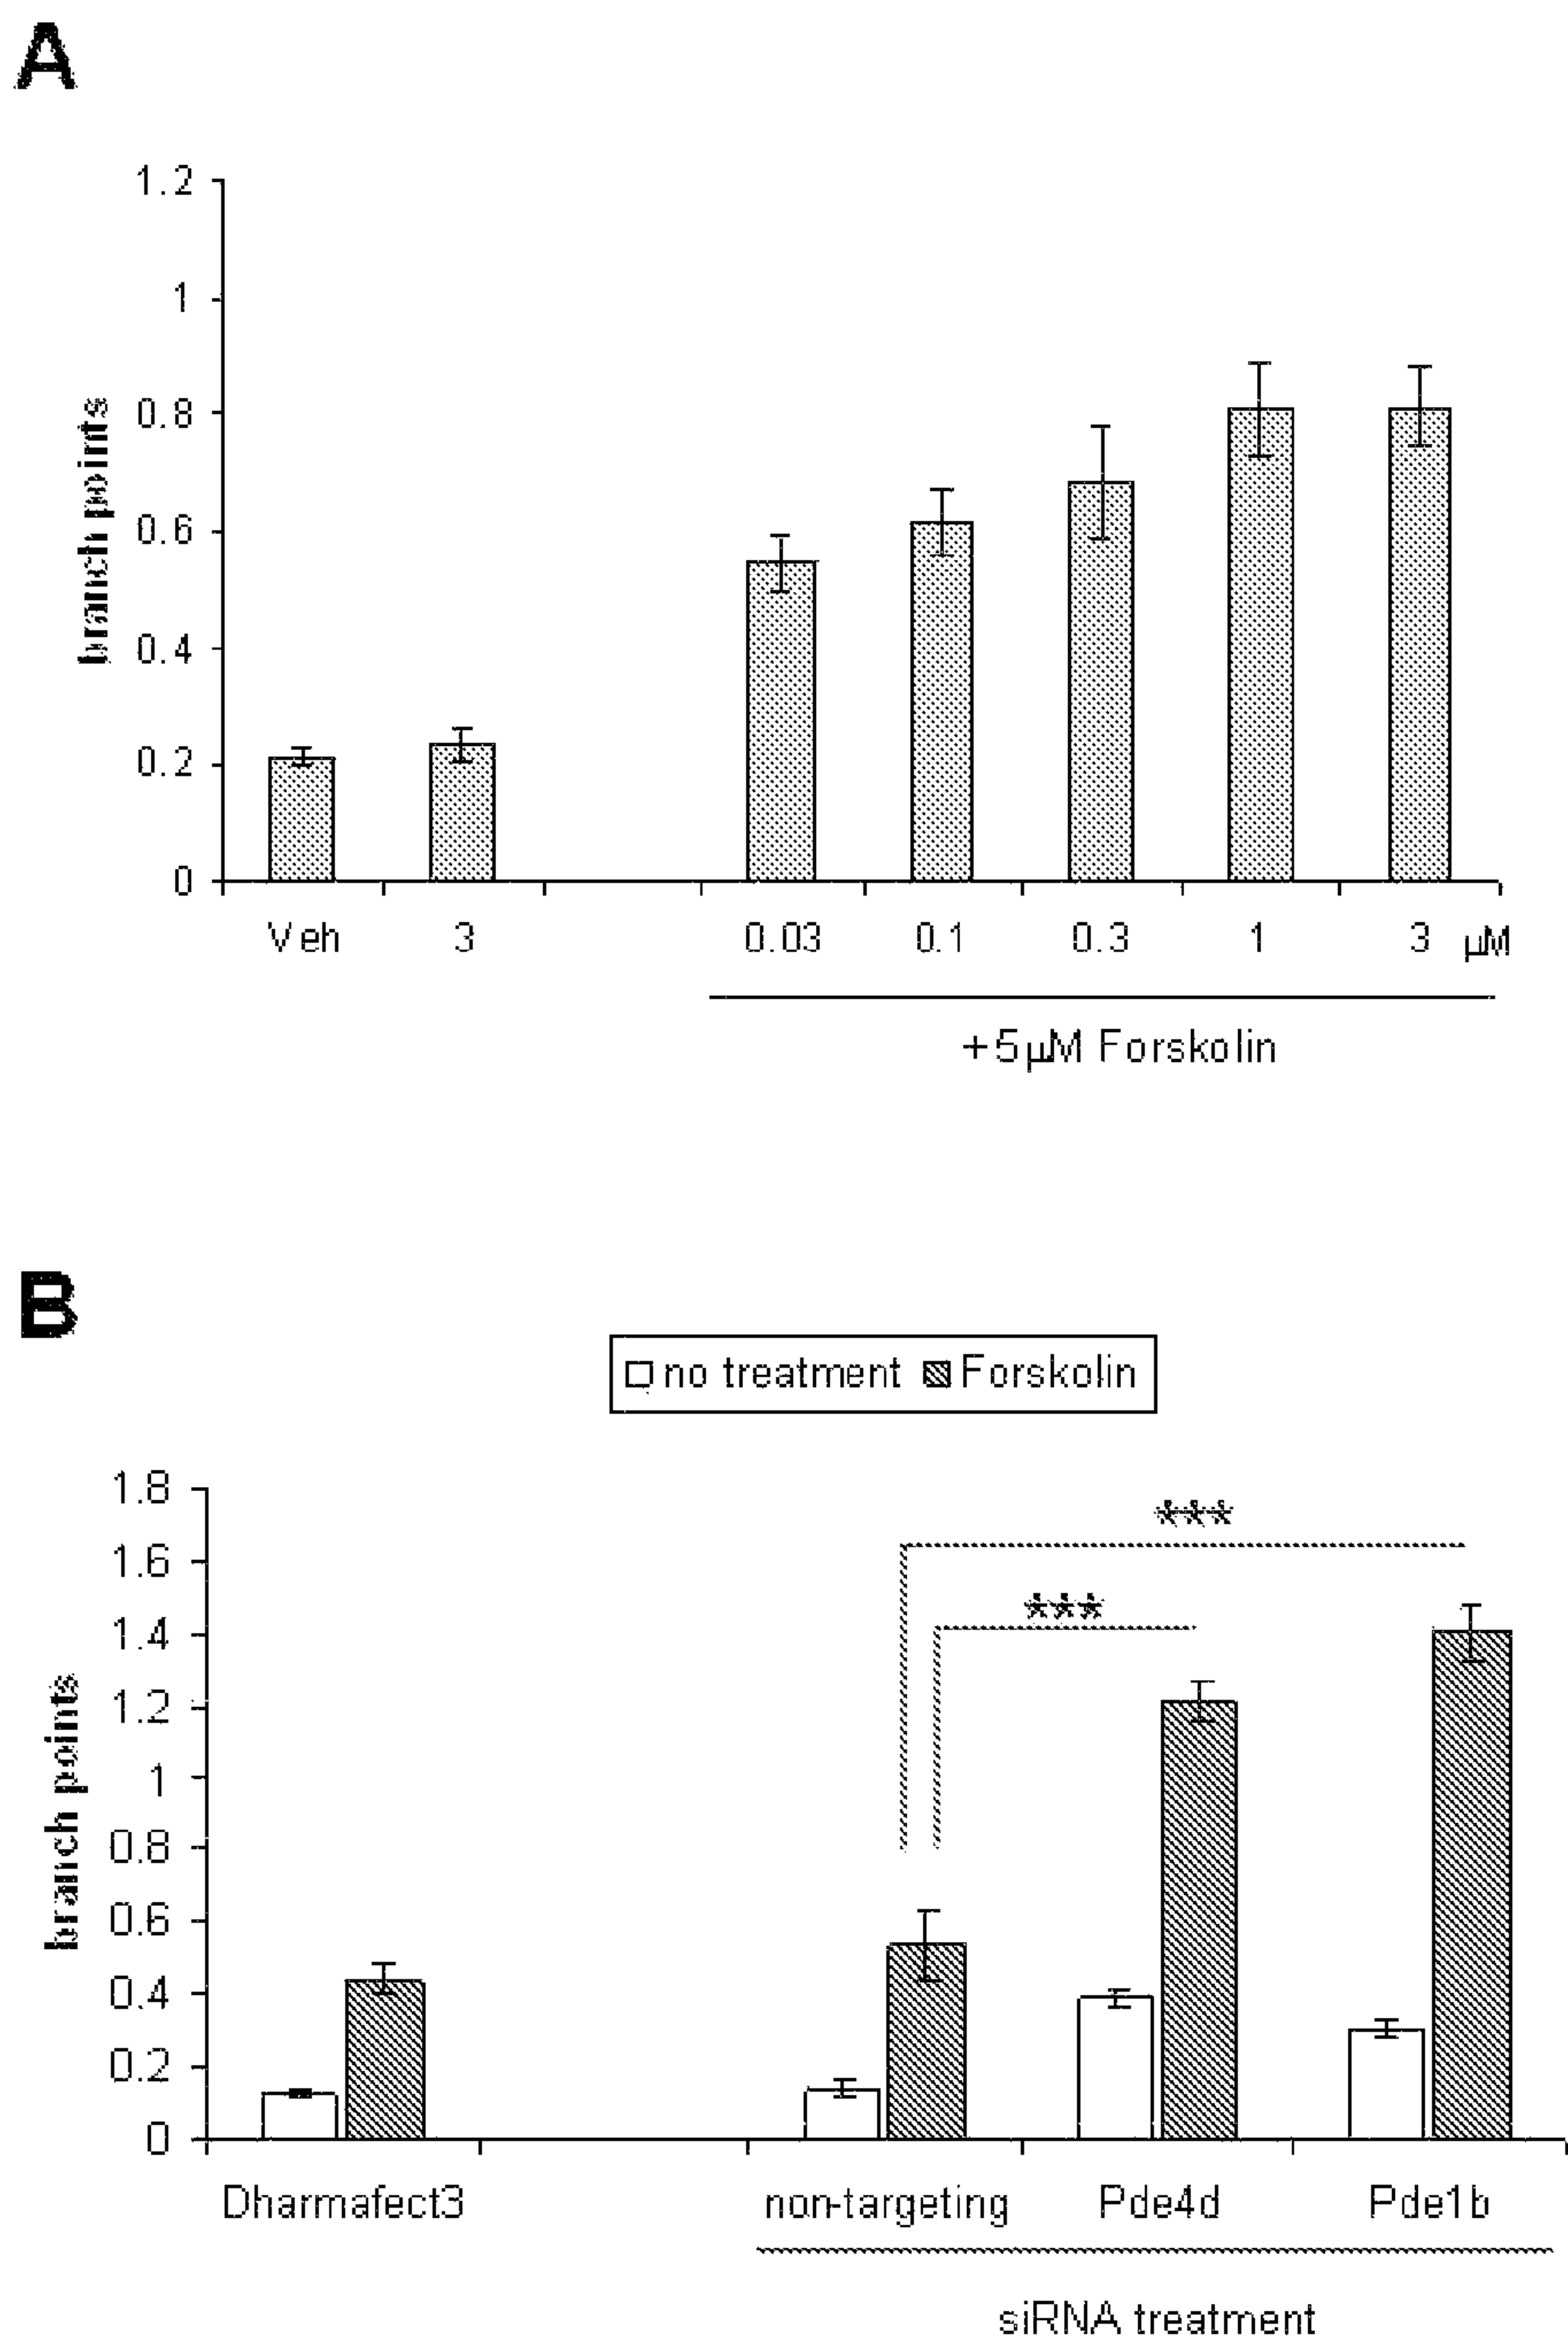 A
1.2
1
0.8
0.6
0.4
0.2
0
branch points
Veh 3 0.03 0.1 0.3 1 3 µM
+5µM Forskolin
B
no treatment Forskolin
1.8
1.6
1.4
1.2
1
0.8
0.6
0.4
0.2
0
branch points
***
***
Dharmafect3 non-targeting Pde4d Pde1b
siRNA treatment